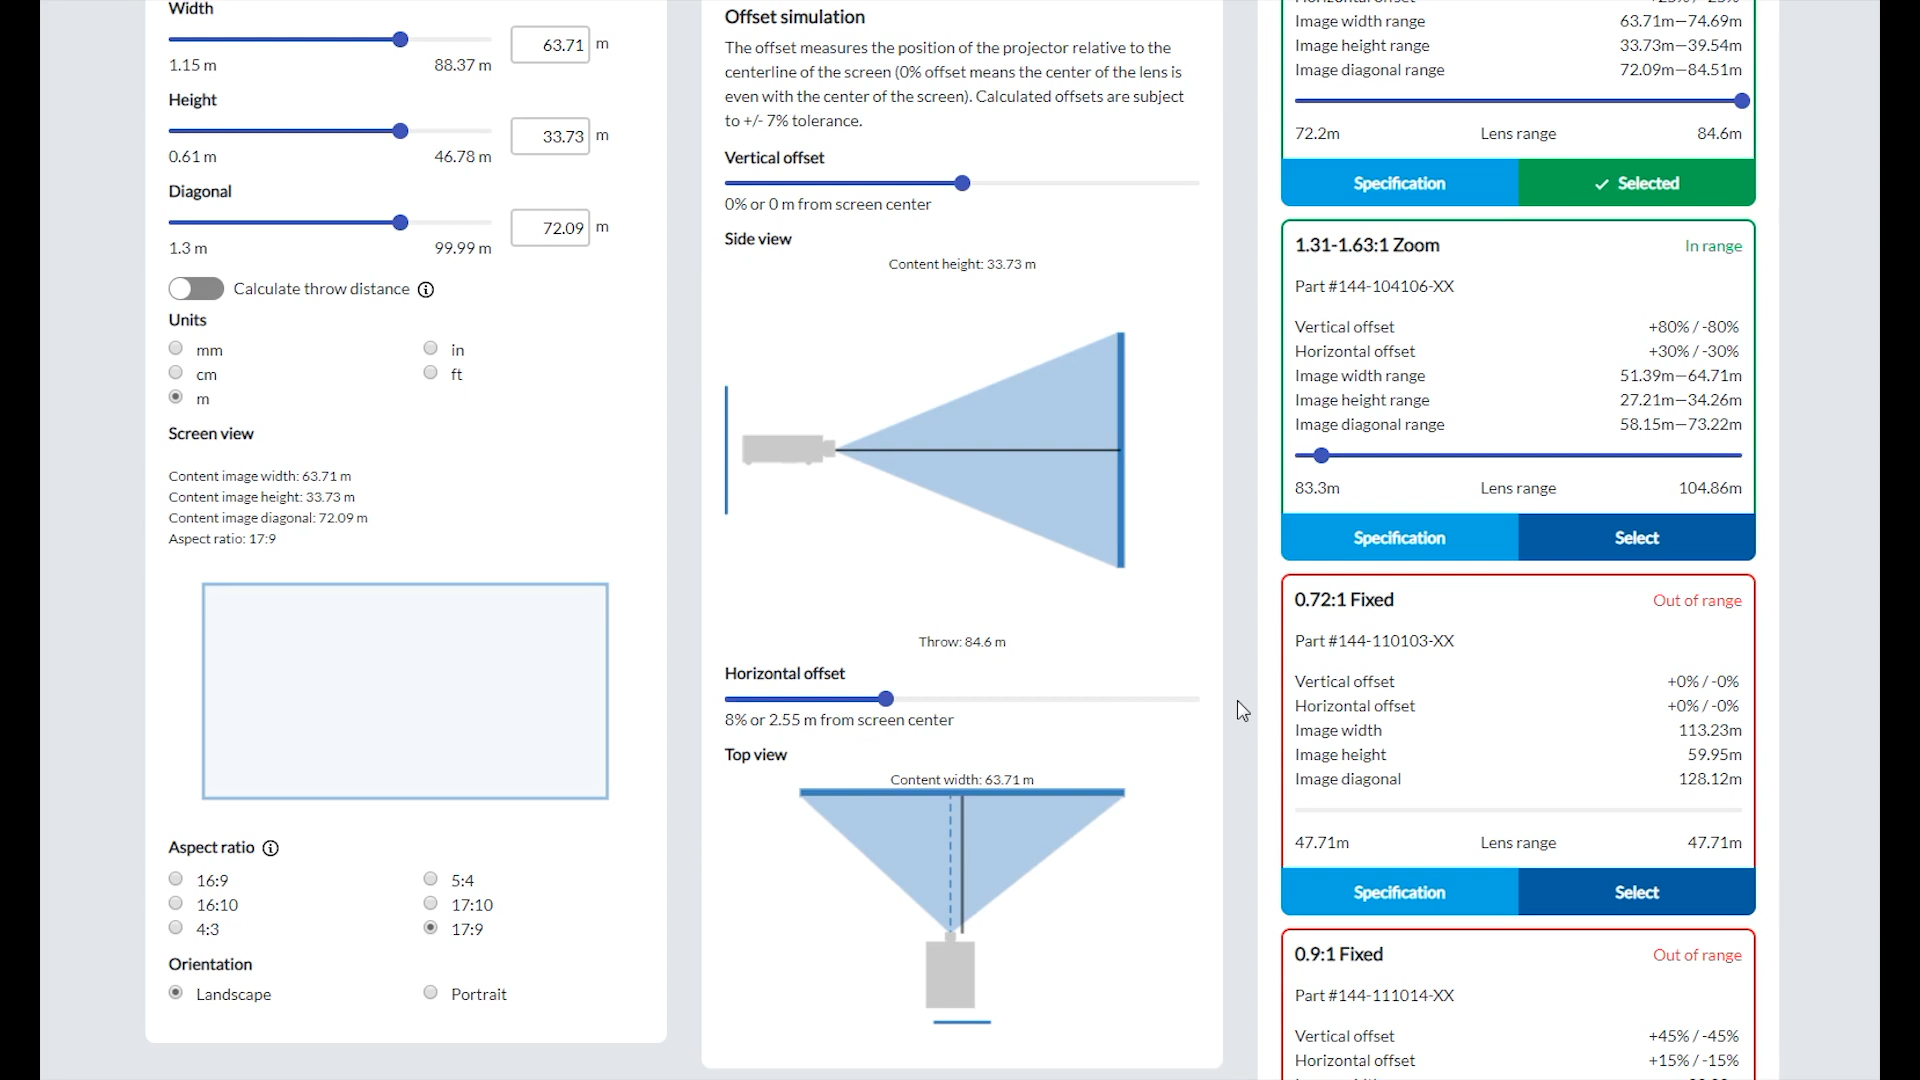 Width
63.71 m
1.15 m 88.37 m
Height
33.73 m
0.61 m 46.78 m
Diagonal
72.09 m
1.3 m 99.99 m
Calculate throw distance
Units
mm in
cm ft
m
Screen view
Content image width: 63.71 m
Content image height: 33.73 m
Content image diagonal: 72.09 m
Aspect ratio: 17:9
Aspect ratio
16:9 5:4
16:10 17:10
4:3 17:9
Orientation
Landscape Portrait
Offset simulation
The offset measures the position of the projector relative to the
centerline of the screen (0% offset means the center of the lens is
even with the center of the screen). Calculated offsets are subject
to +/- 7% tolerance.
Vertical offset
0% or 0 m from screen center
Side view
Content height: 33.73 m
Throw: 84.6 m
Horizontal offset
8% or 2.55 m from screen center
Top view
Content width: 63.71 m
Image width range 63.71m—74.69m
Image height range 33.73m—39.54m
Image diagonal range 72.09m—84.51m
72.2m Lens range 84.6m
Specification Selected
1.31-1.63:1 Zoom In range
Part #144-104106-XX
Vertical offset +80% / -80%
Horizontal offset +30% / -30%
Image width range 51.39m—64.71m
Image height range 27.21m—34.26m
Image diagonal range 58.15m—73.22m
83.3m Lens range 104.86m
Specification Select
0.72:1 Fixed Out of range
Part #144-110103-XX
Vertical offset +0% / -0%
Horizontal offset +0% / -0%
Image width 113.23m
Image height 59.95m
Image diagonal 128.12m
47.71m Lens range 47.71m
Specification Select
0.9:1 Fixed Out of range
Part #144-111014-XX
Vertical offset +45% / -45%
Horizontal offset +15% / -15%